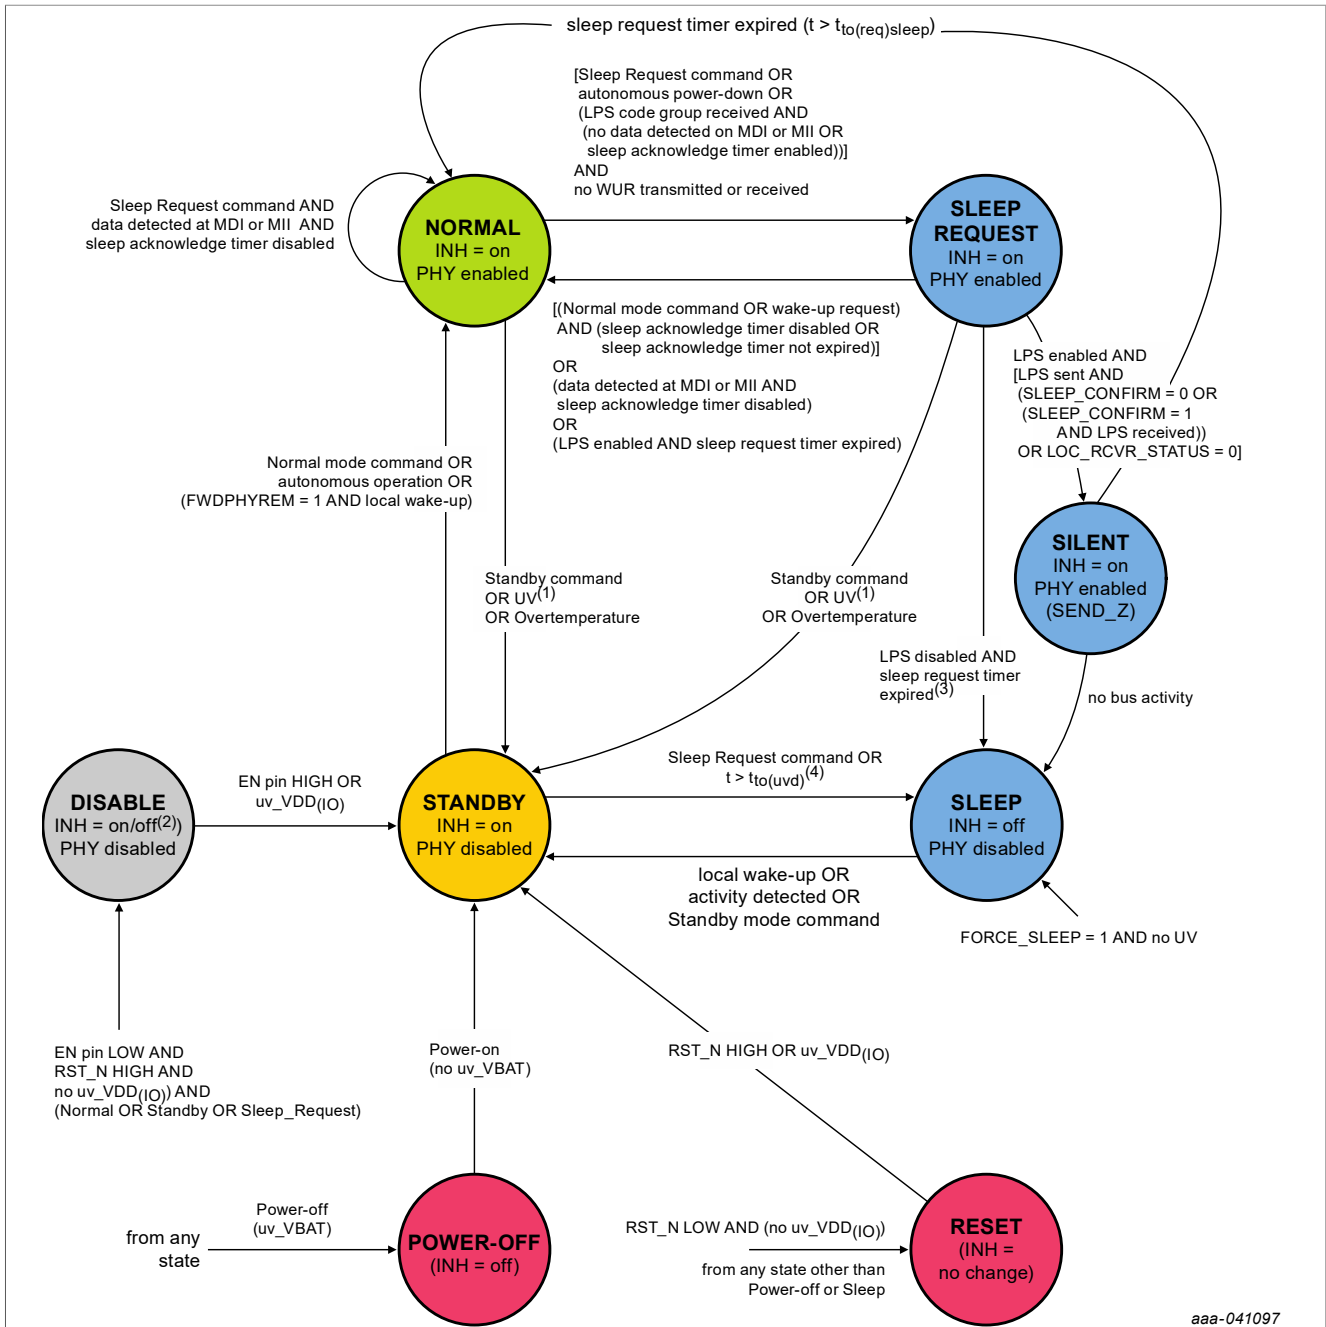 sleep request timer expired (t > tto(req)sleep)
[Sleep Request command OR
autonomous power-down OR
(LPS code group received AND
(no data detected on MDI or MII OR
sleep acknowledge timer enabled))]
AND
no WUR transmitted or received
Sleep Request command AND
data detected at MDI or MII AND
sleep acknowledge timer disabled
NORMAL
INH = on
PHY enabled
SLEEP
REQUEST
INH = on
PHY enabled
[(Normal mode command OR wake-up request)
AND (sleep acknowledge timer disabled OR
sleep acknowledge timer not expired)]
OR
(data detected at MDI or MII AND
sleep acknowledge timer disabled)
OR
(LPS enabled AND sleep request timer expired)
LPS enabled AND
[LPS sent AND
(SLEEP_CONFIRM = 0 OR
(SLEEP_CONFIRM = 1
AND LPS received))
OR LOC_RCVR_STATUS = 0]
Normal mode command OR
autonomous operation OR
(FWDPHYREM = 1 AND local wake-up)
SILENT
INH = on
PHY enabled
(SEND_Z)
Standby command
OR UV(1)
OR Overtemperature
Standby command
OR UV(1)
OR Overtemperature
LPS disabled AND
sleep request timer
expired(3)
no bus activity
DISABLE
INH = on/off(2))
PHY disabled
EN pin HIGH OR
uv_VDD(IO)
STANDBY
INH = on
PHY disabled
Sleep Request command OR
t > tto(uvd)(4)
SLEEP
INH = off
PHY disabled
local wake-up OR
activity detected OR
Standby mode command
FORCE_SLEEP = 1 AND no UV
EN pin LOW AND
RST_N HIGH AND
no uv_VDD(IO)) AND
(Normal OR Standby OR Sleep_Request)
Power-on
(no uv_VBAT)
RST_N HIGH OR uv_VDD(IO)
from any
state
Power-off
(uv_VBAT)
POWER-OFF
(INH = off)
RST_N LOW AND (no uv_VDD(IO))
from any state other than
Power-off or Sleep
RESET
(INH =
no change)
aaa-041097